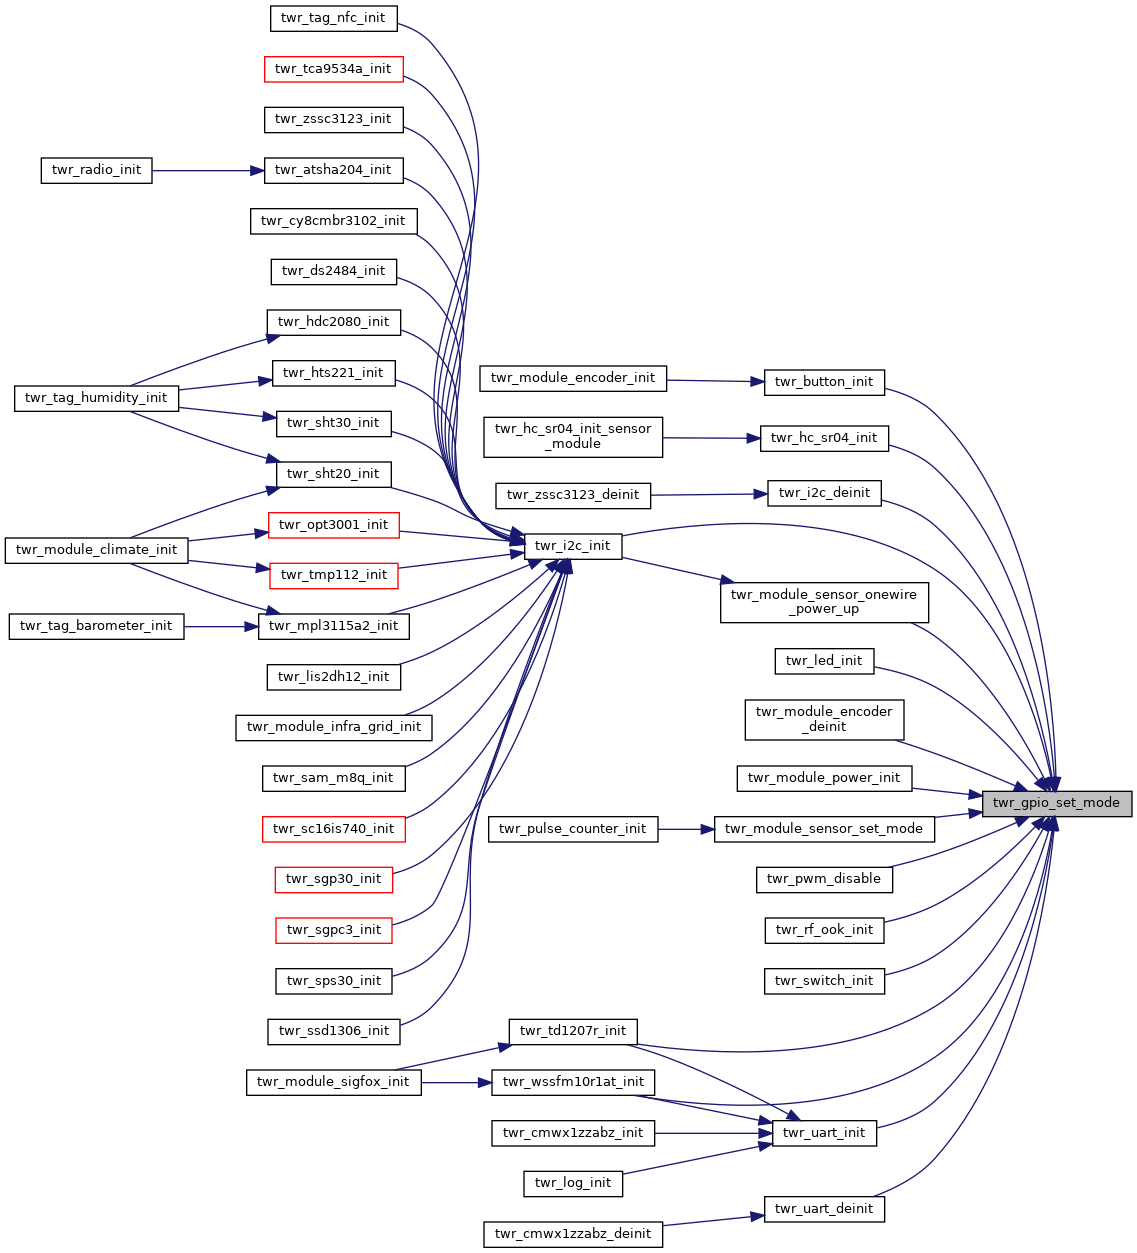 twr_tag_nfc_init
twr_tca9534a_init
twr_zssc3123_init
twr_radio_init
twr_atsha204_init
twr_cy8cmbr3102_init
twr_ds2484_init
twr_hdc2080_init
twr_hts221_init
twr_tag_humidity_init
twr_sht30_init
twr_sht20_init
twr_opt3001_init
twr_module_climate_init
twr_tmp112_init
twr_tag_barometer_init
twr_mpl3115a2_init
twr_lis2dh12_init
twr_module_infra_grid_init
twr_sam_m8q_init
twr_sc16is740_init
twr_sgp30_init
twr_sgpc3_init
twr_sps30_init
twr_ssd1306_init
twr_module_sigfox_init
twr_module_encoder_init
twr_hc_sr04_init_sensor
_module
twr_zssc3123_deinit
twr_i2c_init
twr_pulse_counter_init
twr_td1207r_init
twr_wssfm10r1at_init
twr_cmwx1zzabz_init
twr_log_init
twr_cmwx1zzabz_deinit
twr_button_init
twr_hc_sr04_init
twr_i2c_deinit
twr_module_sensor_onewire
_power_up
twr_led_init
twr_module_encoder
_deinit
twr_module_power_init
twr_module_sensor_set_mode
twr_pwm_disable
twr_rf_ook_init
twr_switch_init
twr_uart_init
twr_uart_deinit
twr_gpio_set_mode